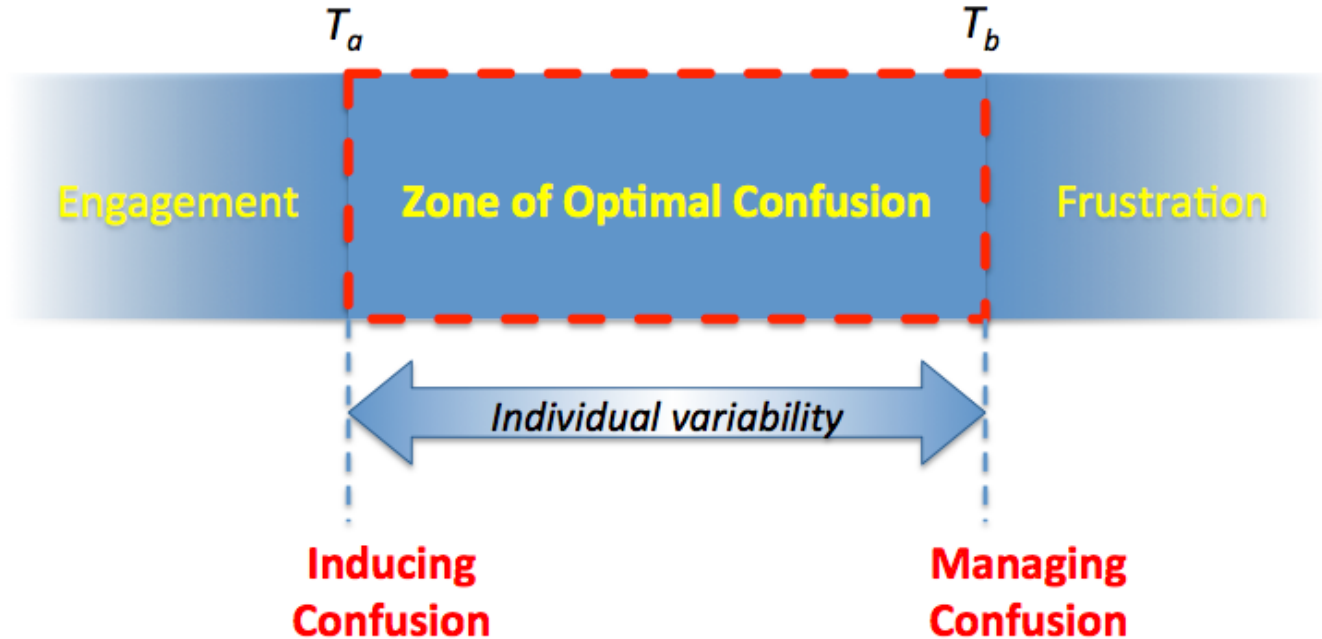 Ta
Tb
Engagement
Zone of Optimal Confusion
Frustration
Individual variability
Inducing
Confusion
Managing
Confusion